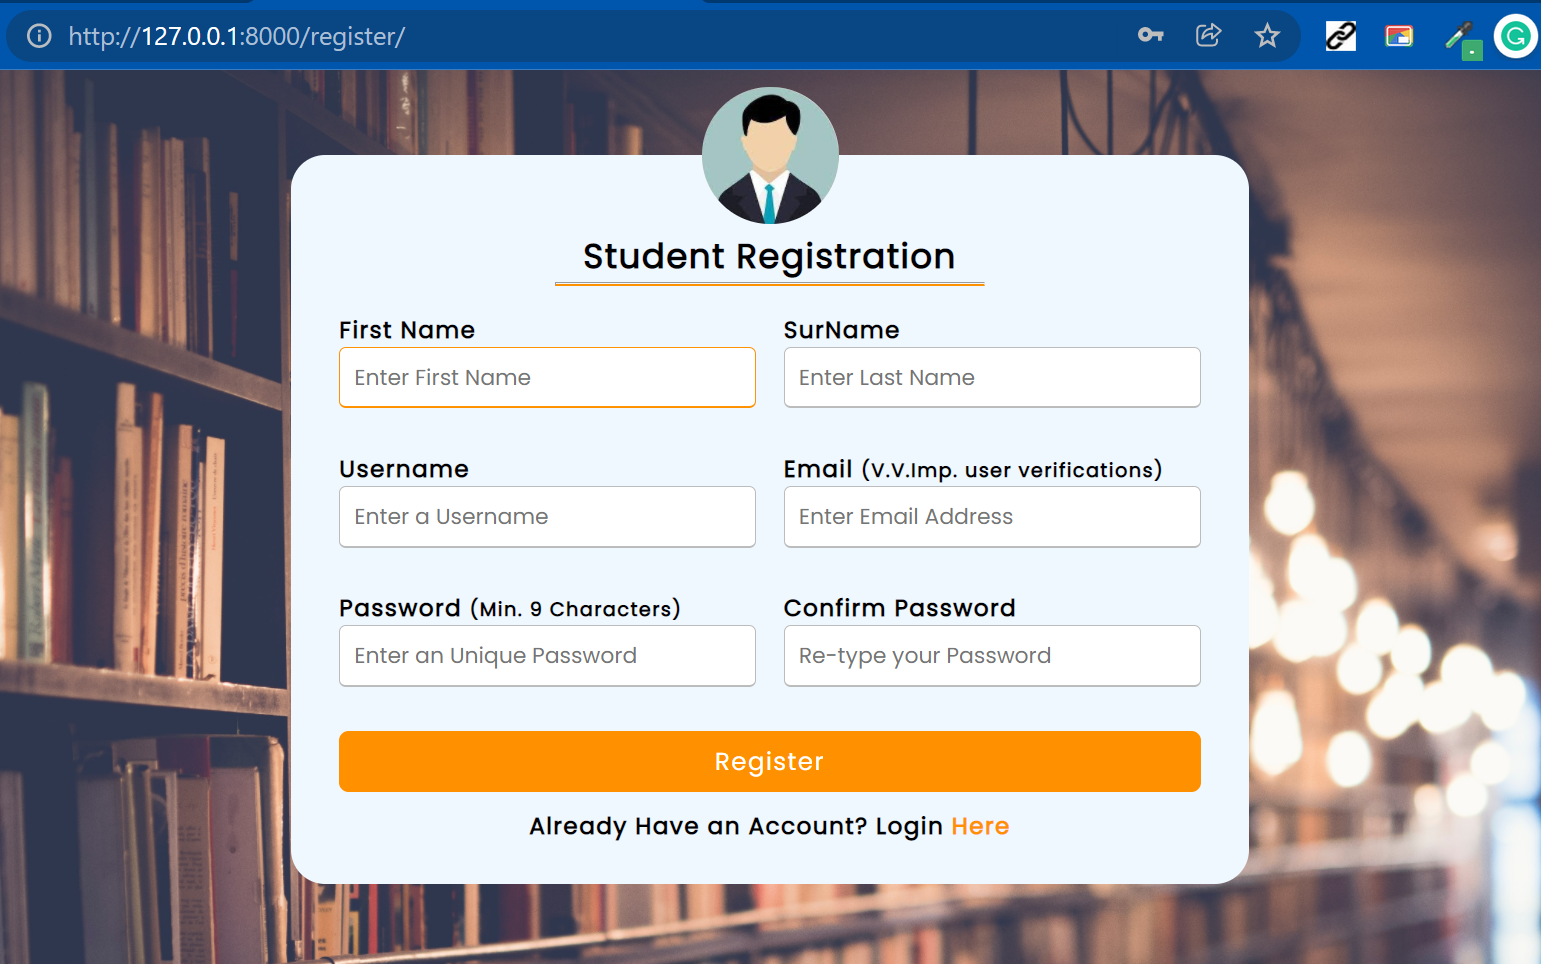 http://127.0.0.1:8000/register/
Student Registration
First Name
SurName
Enter First Name
Enter Last Name
Username
Email (V.V.Imp. user verifications)
Enter a Username
Enter Email Address
Password (Min. 9 Characters)
Confirm Password
Enter an Unique Password
Re-type your Password
Register
Already Have an Account? Login Here